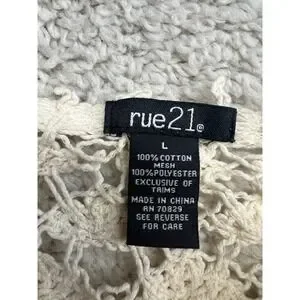 rue21®
L
100% COTTON
MESH
100% POLYESTER
EXCLUSIVE OF
TRIMS
MADE IN CHINA
RN 70829
SEE REVERSE
FOR CARE